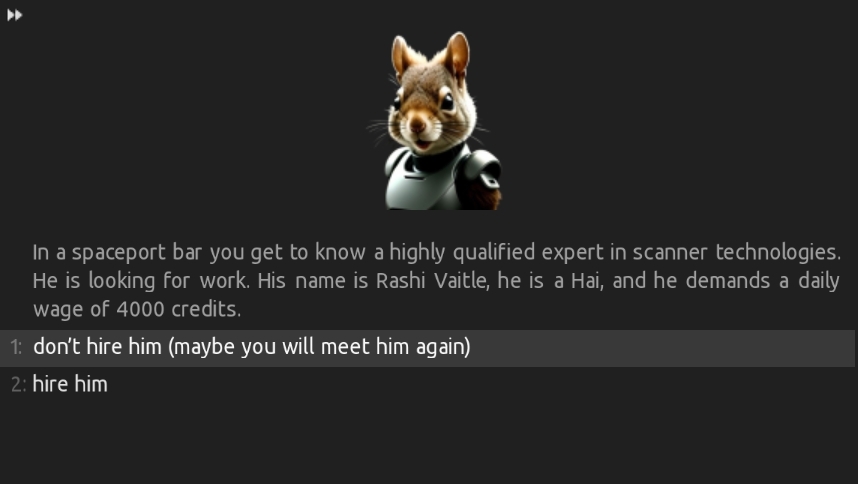 In a spaceport bar you get to know a highly qualified expert in scanner technologies.
He is looking for work. His name is Rashi Vaitle, he is a Hai, and he demands a daily
wage of 4000 credits.
1: don't hire him (maybe you will meet him again)
2: hire him